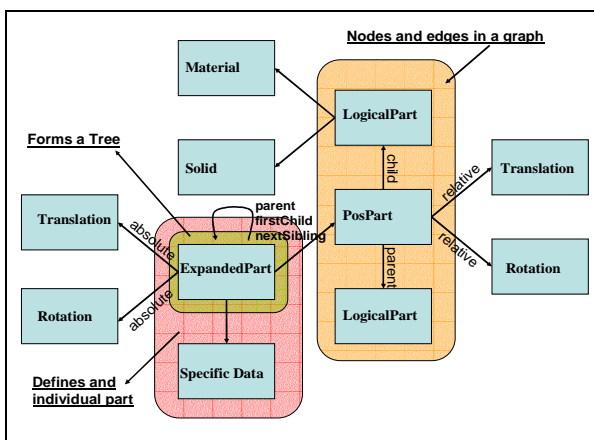 Nodes and edges in a graph
Material
LogicalPart
Forms a Tree
Solid
child
Translation
relative
parent
firstChild
nextSibling
Translation
absolute
PosPart
ExpandedPart
relative
parent
Rotation
absolute
Rotation
LogicalPart
Specific Data
Defines and
individual part